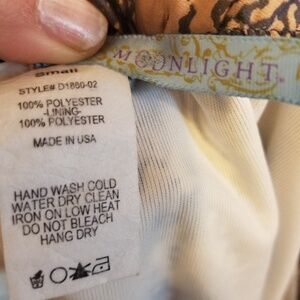 MOONLIGHT
Small
STYLE# D1880-02
100% POLYESTER
-LINING-
100% POLYESTER
MADE IN USA
HAND WASH COLD
WATER DRY CLEAN
IRON ON LOW HEAT
DO NOT BLEACH
HANG DRY